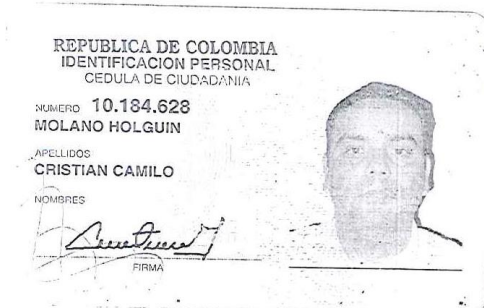 REPUBLICA DE COLOMBIA
IDENTIFICACION PERSONAL
CEDULA DE CIUDADANIA
NUMERO 10.184.628
MOLANO HOLGUIN
APELLIDOS
CRISTIAN CAMILO
NOMBRES
FIRMA